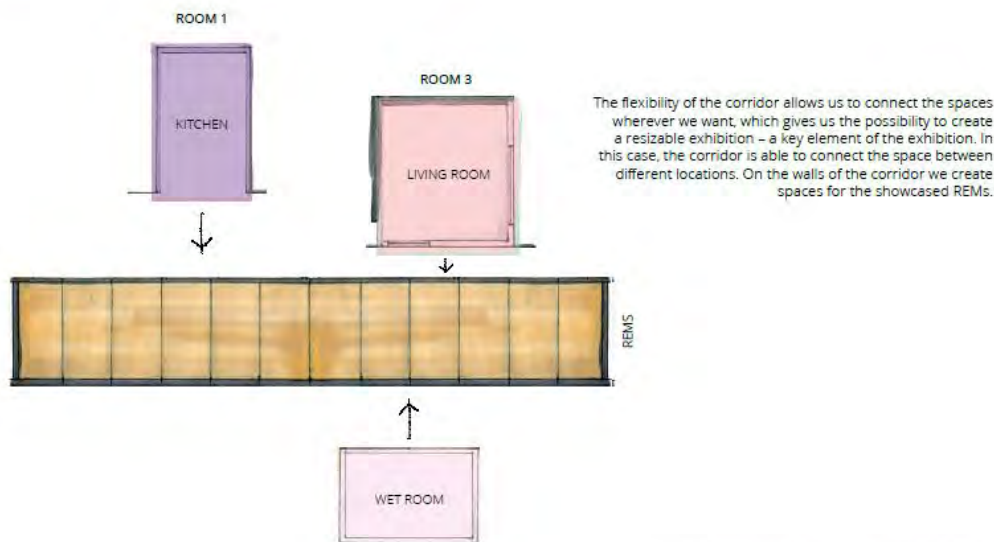 ROOM 1
KITCHEN
ROOM 3
LIVING ROOM
The flexibility of the corridor allows us to connect the spaces
wherever we want, which gives us the possibility to create
a resizable exhibition – a key element of the exhibition. In
this case, the corridor is able to connect the space between
different locations. On the walls of the corridor we create
spaces for the showcased REMs.
REMS
WET ROOM